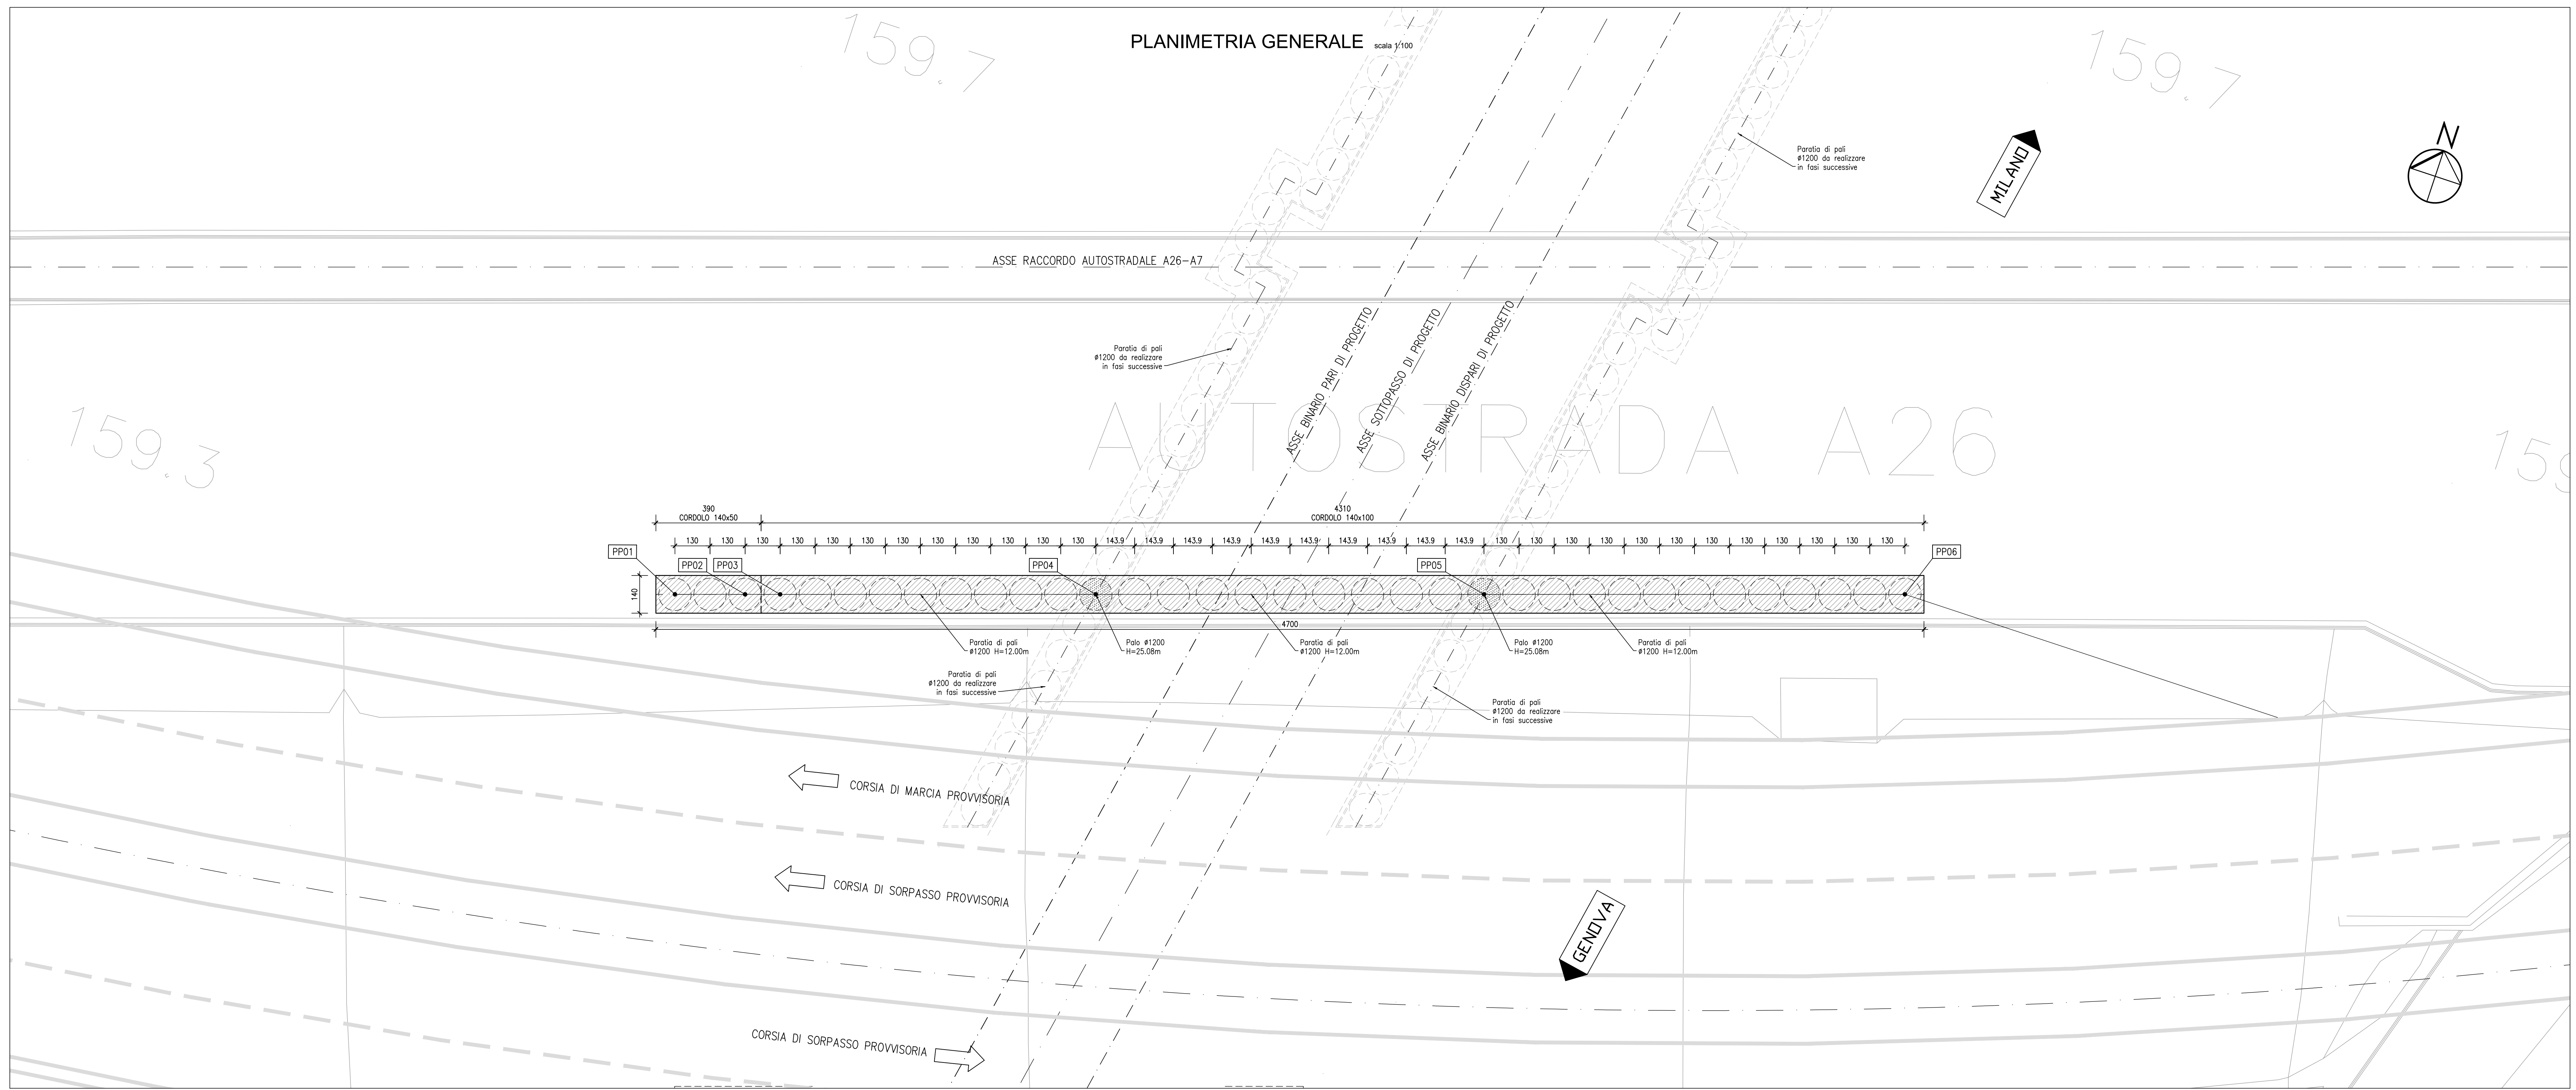 PLANIMETRIA GENERALE scala 1:100
159.7
159.7
N
MILANO
Paratia di pali
ø1200 da realizzare
in fasi successive
ASSE RACCORDO AUTOSTRADALE A26-A7
Paratia di pali
ø1200 da realizzare
in fasi successive
ASSE BINARIO PARI DI PROGETTO
ASSE SOTTOPASSO DI PROGETTO
ASSE BINARIO DISPARI DI PROGETTO
159.3
AUTOSTRADA A26
390
CORDOLO 140x50
4310
CORDOLO 140x100
130 130 130 130 130 130 130 130 130 130 130 130 143.9 143.9 143.9 143.9 143.9 143.9 143.9 143.9 143.9 143.9 130 130 130 130 130 130 130 130 130 130 130 130
PP01
PP02
PP03
PP04
PP05
PP06
140
4700
Paratia di pali
ø1200 H=12.00m
Palo ø1200
H=25.08m
Paratia di pali
ø1200 H=12.00m
Palo ø1200
H=25.08m
Paratia di pali
ø1200 H=12.00m
Paratia di pali
ø1200 da realizzare
in fasi successive
Paratia di pali
ø1200 da realizzare
in fasi successive
CORSIA DI MARCIA PROVVISORIA
CORSIA DI SORPASSO PROVVISORIA
GENOVA
CORSIA DI SORPASSO PROVVISORIA